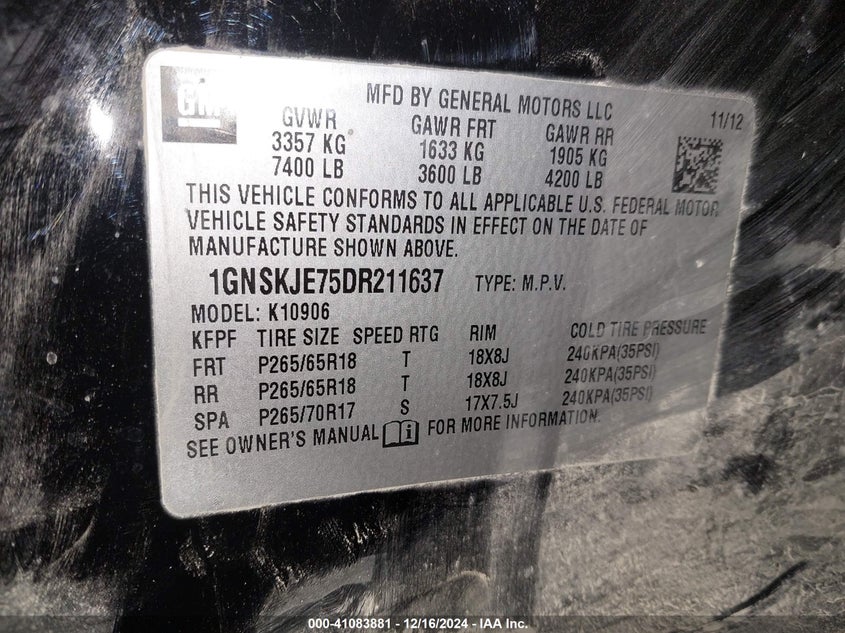 GM
MFD BY GENERAL MOTORS LLC
11/12
GVWR GAWR FRT GAWR RR
3357 KG 1633 KG 1905 KG
7400 LB 3600 LB 4200 LB
THIS VEHICLE CONFORMS TO ALL APPLICABLE U.S. FEDERAL MOTOR
VEHICLE SAFETY STANDARDS IN EFFECT ON THE DATE OF
MANUFACTURE SHOWN ABOVE.
1GNSKJE75DR211637 TYPE: M.P.V.
MODEL: K10906
KFPF TIRE SIZE SPEED RTG RIM COLD TIRE PRESSURE
FRT P265/65R18 T 18X8J 240KPA(35PSI)
RR P265/65R18 T 18X8J 240KPA(35PSI)
SPA P265/70R17 S 17X7.5J 240KPA(35PSI)
SEE OWNER'S MANUAL FOR MORE INFORMATION.
000-41083881 - 12/16/2024 - IAA Inc.